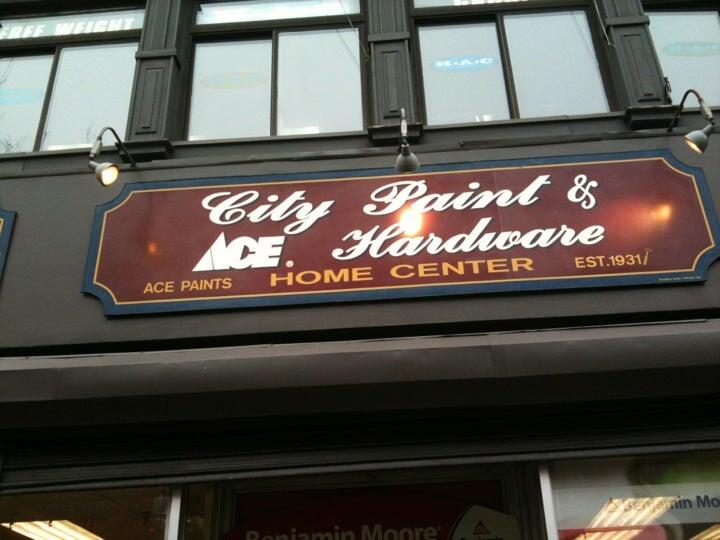 FREE WEIGHT
H·A·C
City Paint &
ACE® Hardware
ACE PAINTS HOME CENTER EST.1931
Benjamin Moore®
Benjamin Mo